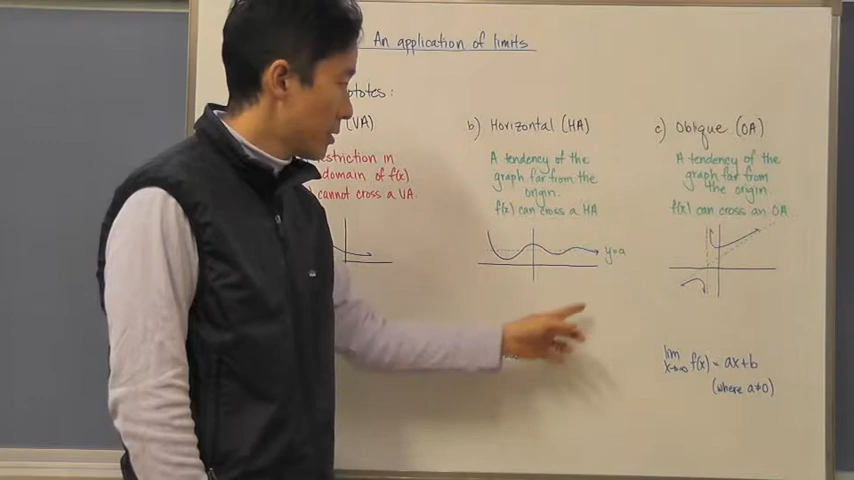 An application of limits
(VA)
restriction in
domain of f(x)
cannot cross a VA.
b) Horizontal (HA)
A tendency of the
graph far from
the origin.
f(x) can cross a HA
y=a
c) Oblique (OA)
A tendency of the
graph far from
the origin.
f(x) can cross an OA
lim f(x) = ax+b
(where a≠0)